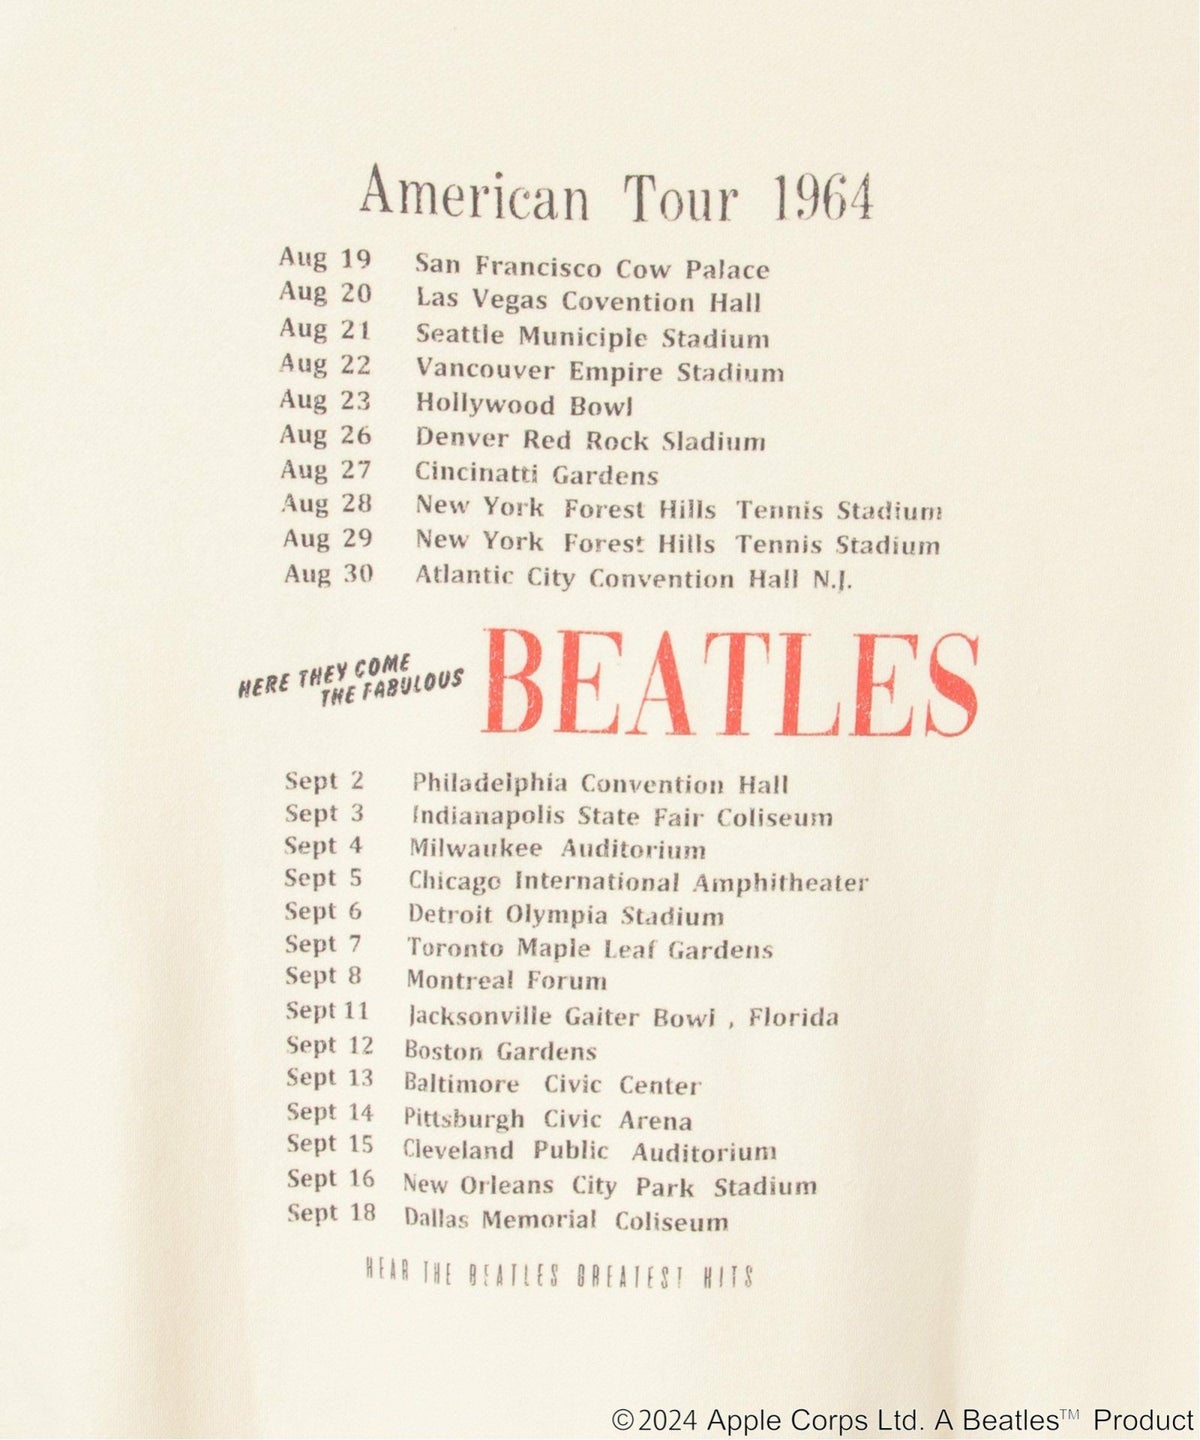 American Tour 1964
Aug 19 San Francisco Cow Palace
Aug 20 Las Vegas Covention Hall
Aug 21 Seattle Municiple Stadium
Aug 22 Vancouver Empire Stadium
Aug 23 Hollywood Bowl
Aug 26 Denver Red Rock Sladium
Aug 27 Cincinatti Gardens
Aug 28 New York Forest Hills Tennis Stadium
Aug 29 New York Forest Hills Tennis Stadium
Aug 30 Atlantic City Convention Hall N.J.
HERE THEY COME
THE FABULOUS
BEATLES
Sept 2 Philadelphia Convention Hall
Sept 3 Indianapolis State Fair Coliseum
Sept 4 Milwaukee Auditorium
Sept 5 Chicago International Amphitheater
Sept 6 Detroit Olympia Stadium
Sept 7 Toronto Maple Leaf Gardens
Sept 8 Montreal Forum
Sept 11 Jacksonville Gaiter Bowl , Florida
Sept 12 Boston Gardens
Sept 13 Baltimore Civic Center
Sept 14 Pittsburgh Civic Arena
Sept 15 Cleveland Public Auditorium
Sept 16 New Orleans City Park Stadium
Sept 18 Dallas Memorial Coliseum
HEAR THE BEATLES GREATEST HITS
©2024 Apple Corps Ltd. A Beatles™ Product